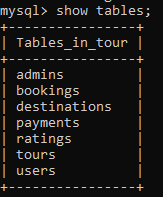 mysql> show tables;
+----------------+
| Tables_in_tour |
+----------------+
| admins         |
| bookings       |
| destinations   |
| payments       |
| ratings        |
| tours          |
| users          |
+----------------+